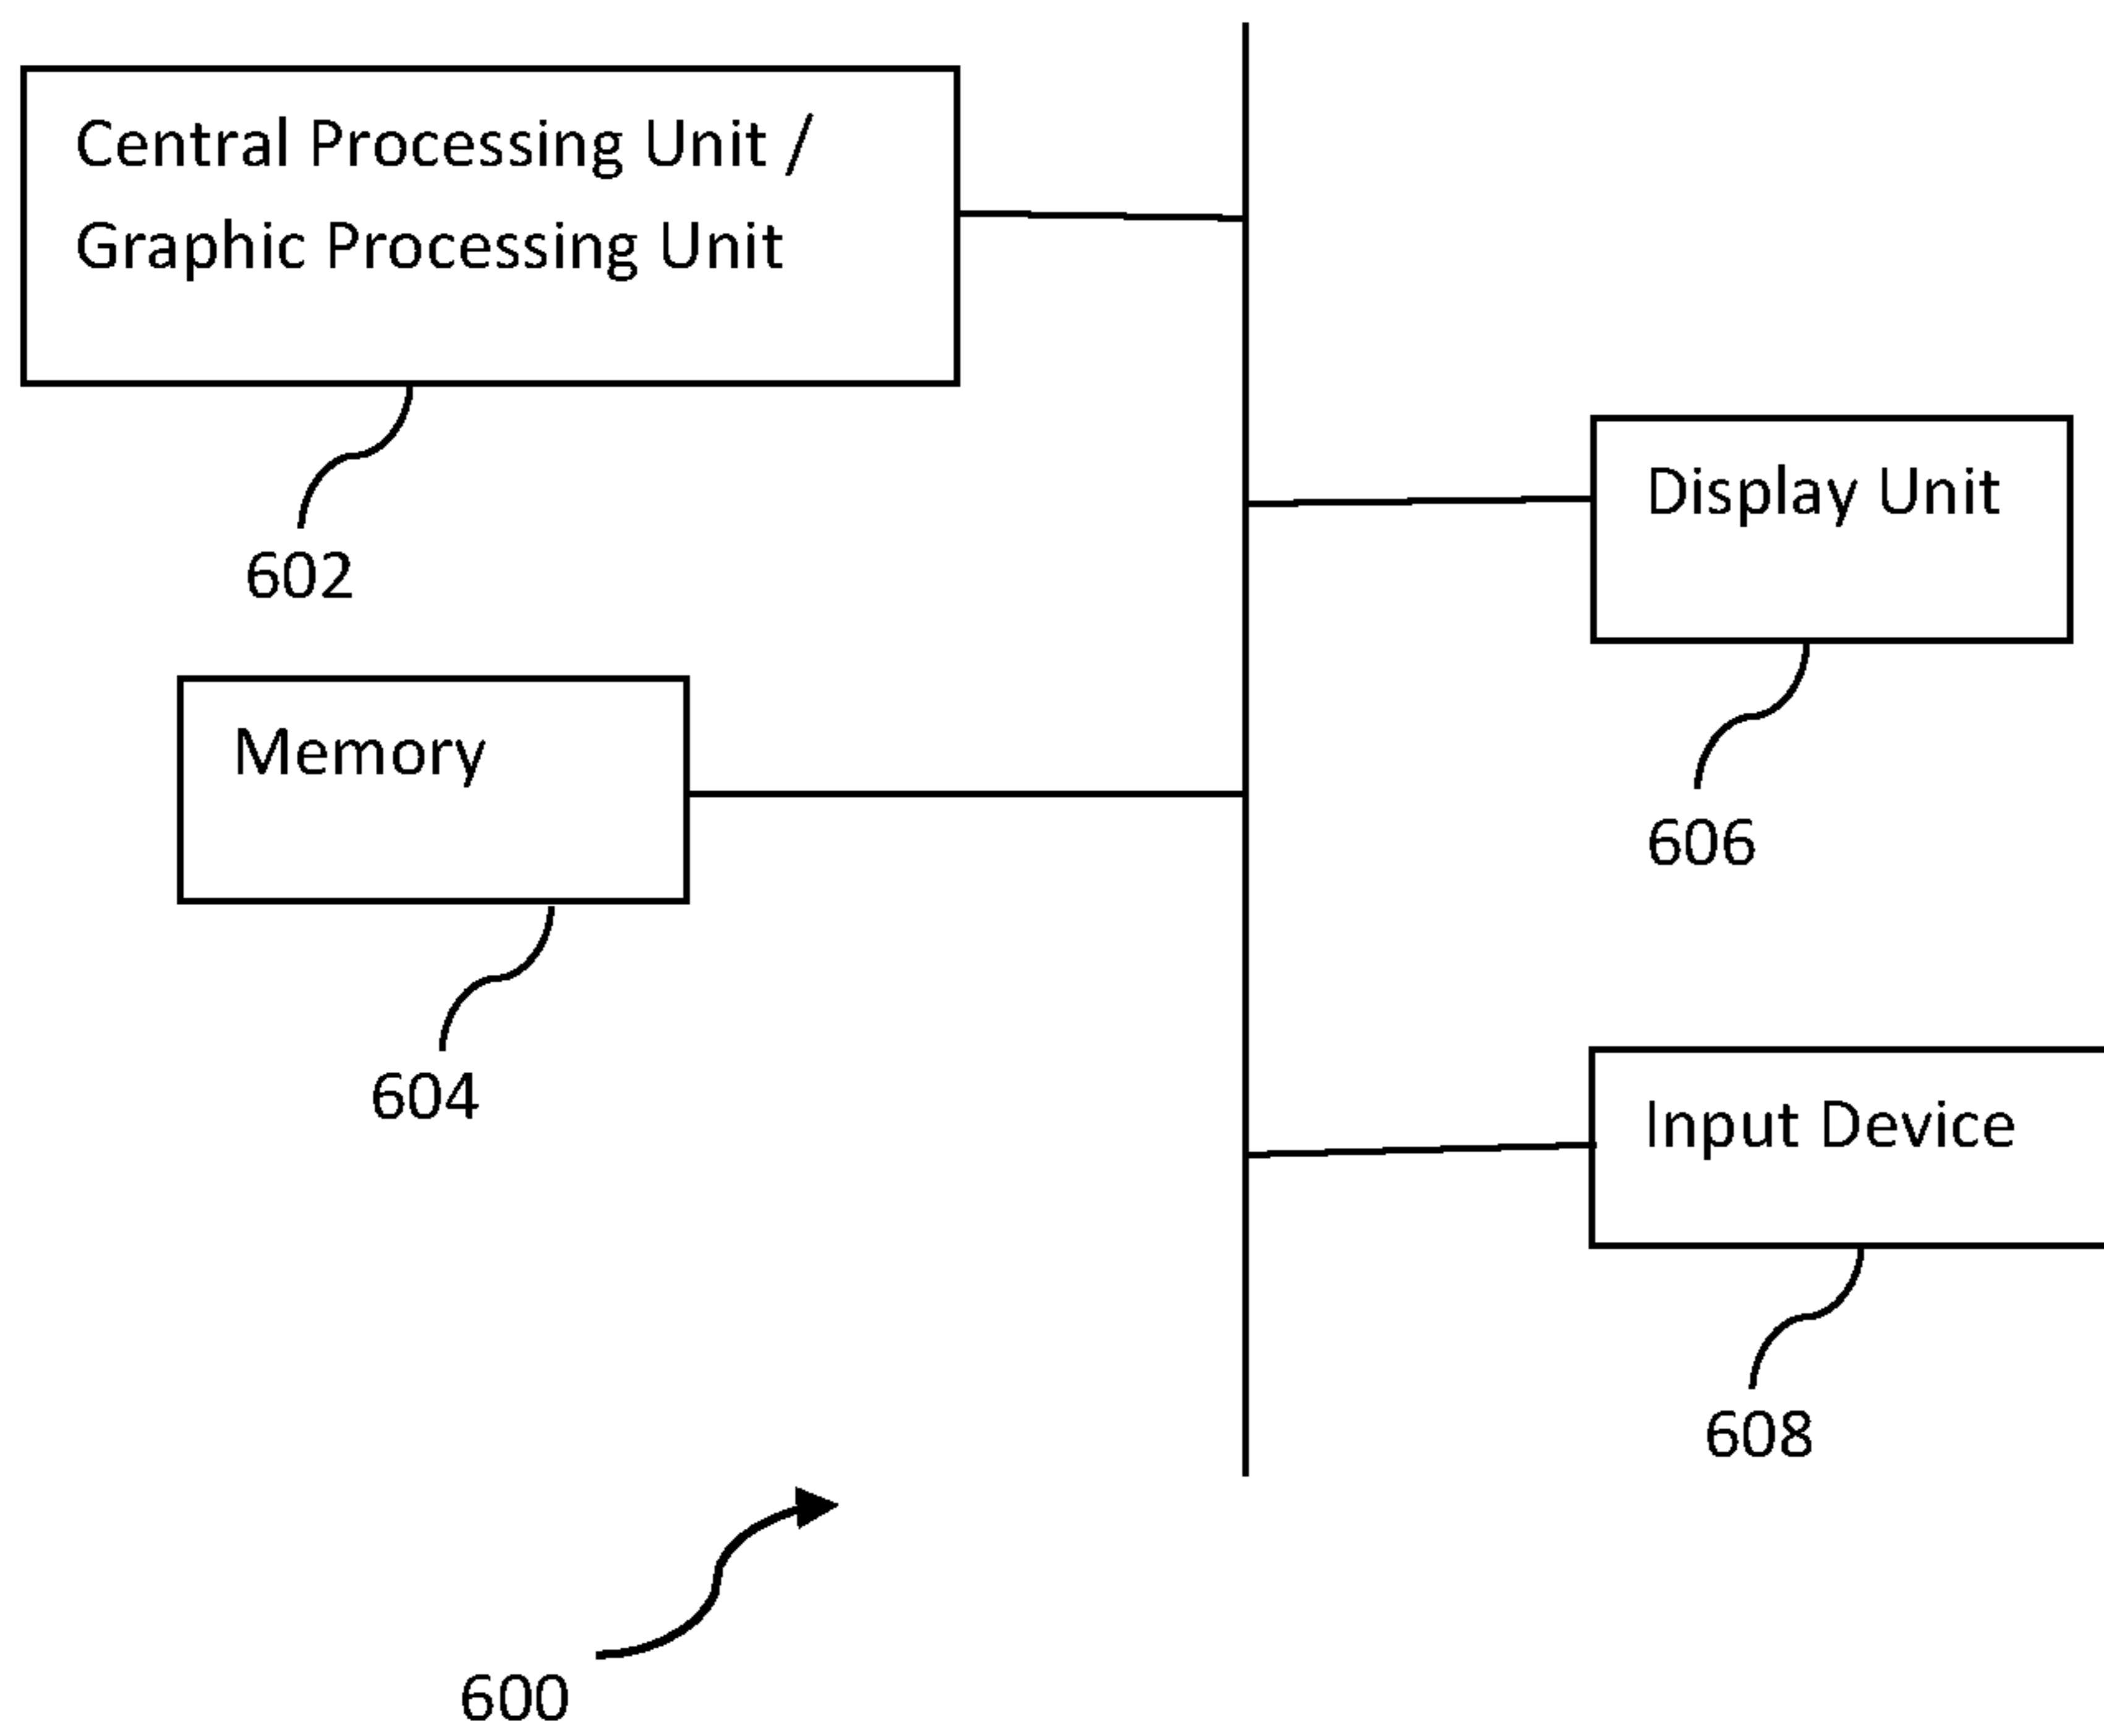 Central Processing Unit /
Graphic Processing Unit
602
Display Unit
606
Memory
604
Input Device
608
600